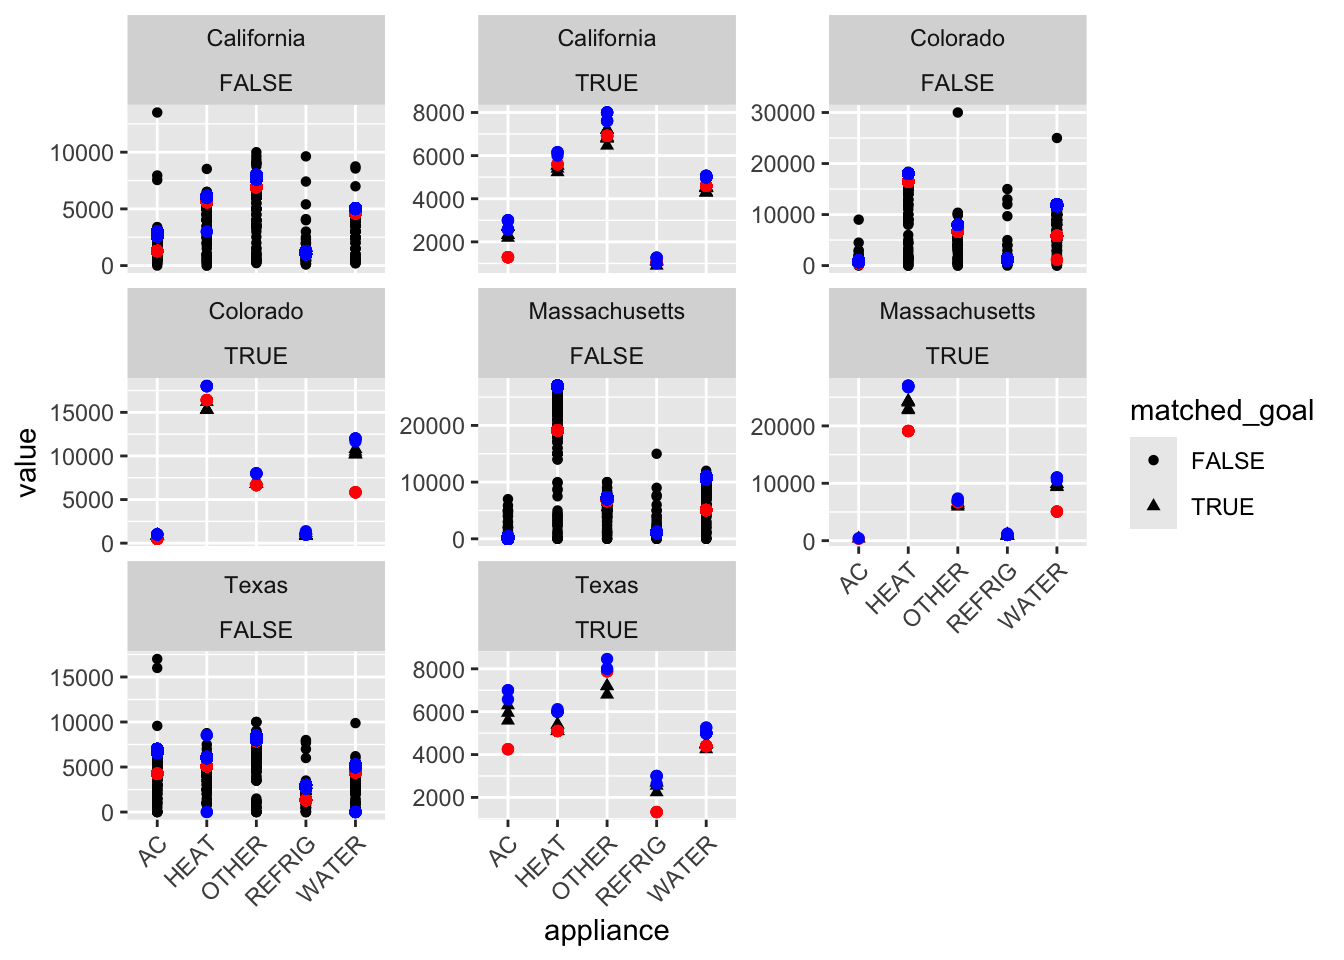 California
FALSE
0
5000
10000
California
TRUE
2000
4000
6000
8000
Colorado
FALSE
0
10000
20000
30000
Colorado
TRUE
0
5000
10000
15000
Massachusetts
FALSE
0
10000
20000
Massachusetts
TRUE
0
10000
20000
AC
HEAT
OTHER
REFRIG
WATER
Texas
FALSE
0
5000
10000
15000
AC
HEAT
OTHER
REFRIG
WATER
Texas
TRUE
2000
4000
6000
8000
AC
HEAT
OTHER
REFRIG
WATER
value
appliance
matched_goal
FALSE
TRUE